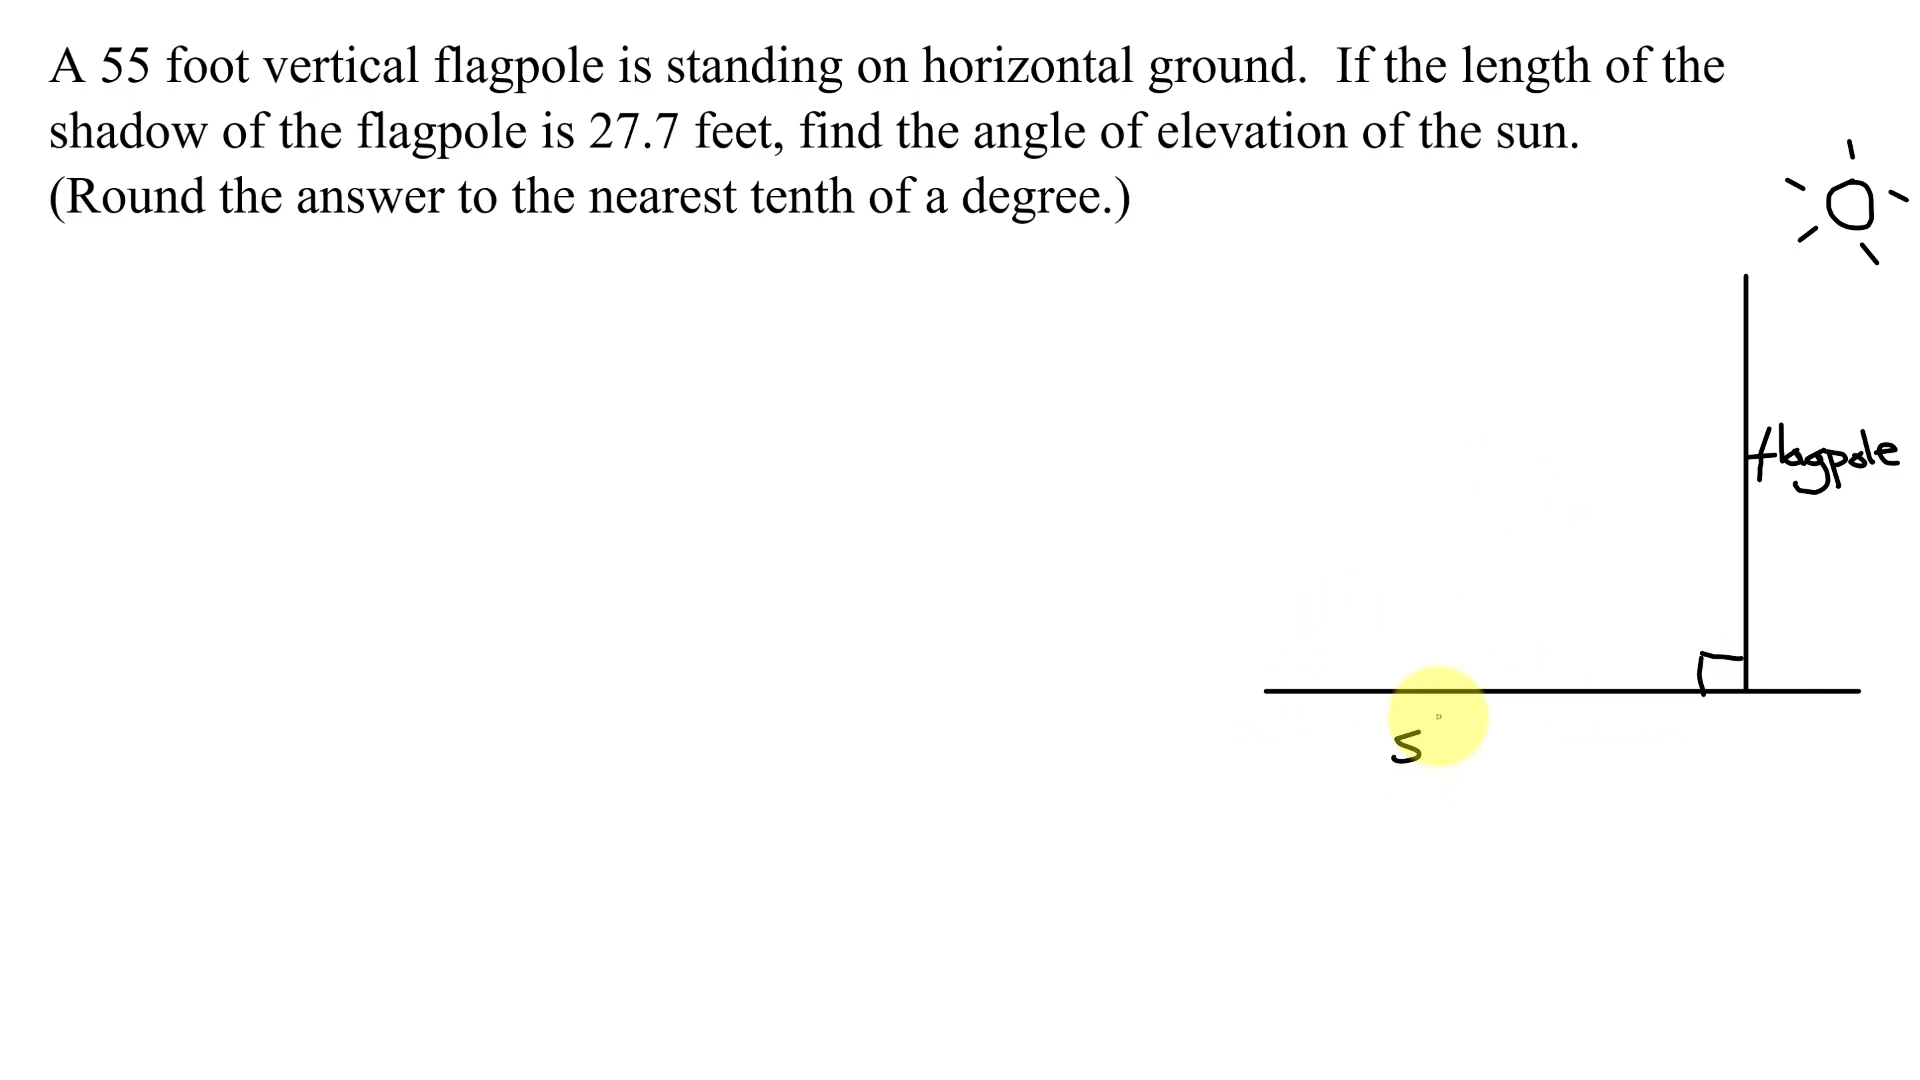 A 55 foot vertical flagpole is standing on horizontal ground. If the length of the
shadow of the flagpole is 27.7 feet, find the angle of elevation of the sun.
(Round the answer to the nearest tenth of a degree.)
flagpole
s